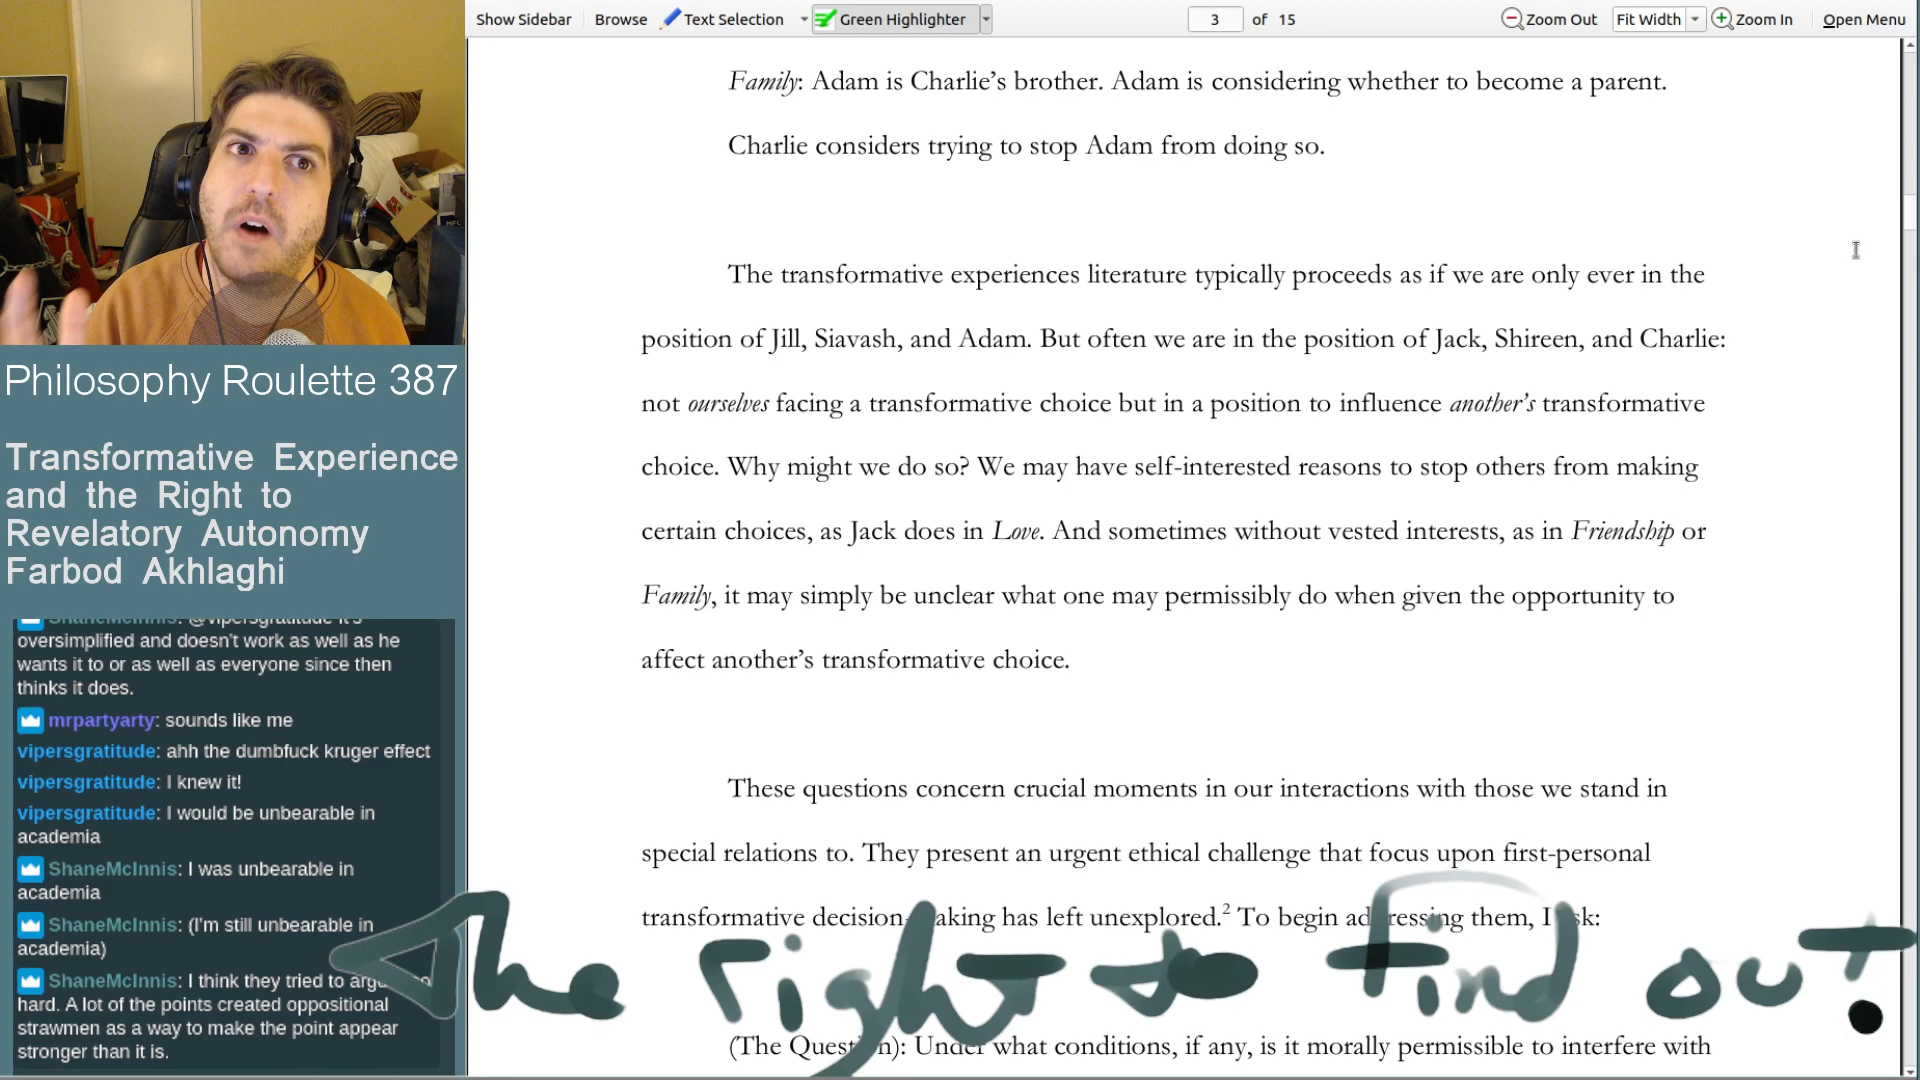 Show Sidebar Browse Text Selection Green Highlighter 3 of 15 Zoom Out Fit Width Zoom In Open Menu
Family: Adam is Charlie’s brother. Adam is considering whether to become a parent.
Charlie considers trying to stop Adam from doing so.
The transformative experiences literature typically proceeds as if we are only ever in the
position of Jill, Siavash, and Adam. But often we are in the position of Jack, Shireen, and Charlie:
not ourselves facing a transformative choice but in a position to influence another’s transformative
choice. Why might we do so? We may have self-interested reasons to stop others from making
certain choices, as Jack does in Love. And sometimes without vested interests, as in Friendship or
Family, it may simply be unclear what one may permissibly do when given the opportunity to
affect another’s transformative choice.
These questions concern crucial moments in our interactions with those we stand in
special relations to. They present an urgent ethical challenge that focus upon first-personal
transformative decision-making has left unexplored.2 To begin addressing them, I ask:
(The Question): Under what conditions, if any, is it morally permissible to interfere with
The right to find out.
Philosophy Roulette 387
Transformative Experience
and the Right to
Revelatory Autonomy
Farbod Akhlaghi
ShaneMcInnis: @vipersgratitude it's
oversimplified and doesn't work as well as he
wants it to or as well as everyone since then
thinks it does.
mrpartyarty: sounds like me
vipersgratitude: ahh the dumbfuck kruger effect
vipersgratitude: I knew it!
vipersgratitude: I would be unbearable in
academia
ShaneMcInnis: I was unbearable in
academia
ShaneMcInnis: (I'm still unbearable in
academia)
ShaneMcInnis: I think they tried to
hard. A lot of the points created oppositional
strawmen as a way to make the point appear
stronger than it is.